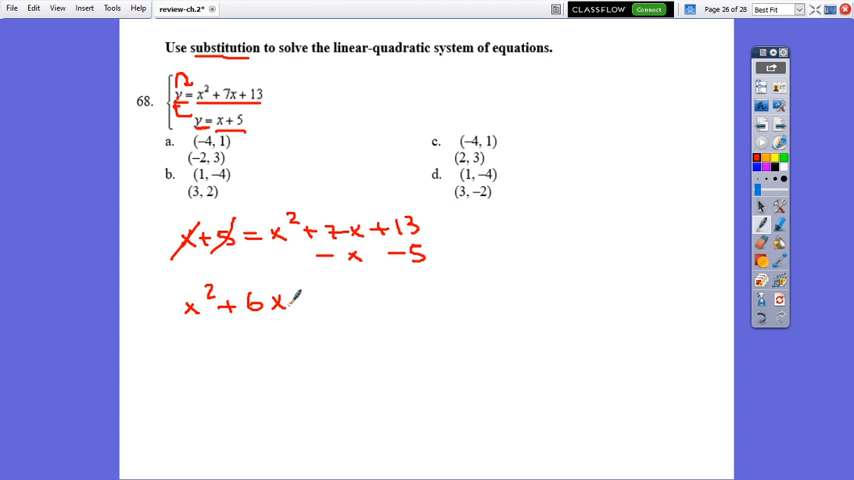 File Edit View Insert Tools Help
CLASSFLOW Connect
Page 26 of 28
Best Fit
review-ch.2*
Use substitution to solve the linear-quadratic system of equations.
68.
y = x² + 7x + 13
y = x + 5
a. (–4, 1)
(–2, 3)
b. (1, –4)
(3, 2)
c. (–4, 1)
(2, 3)
d. (1, –4)
(3, –2)
x + 5 = x² + 7x + 13
– x – 5
x² + 6x